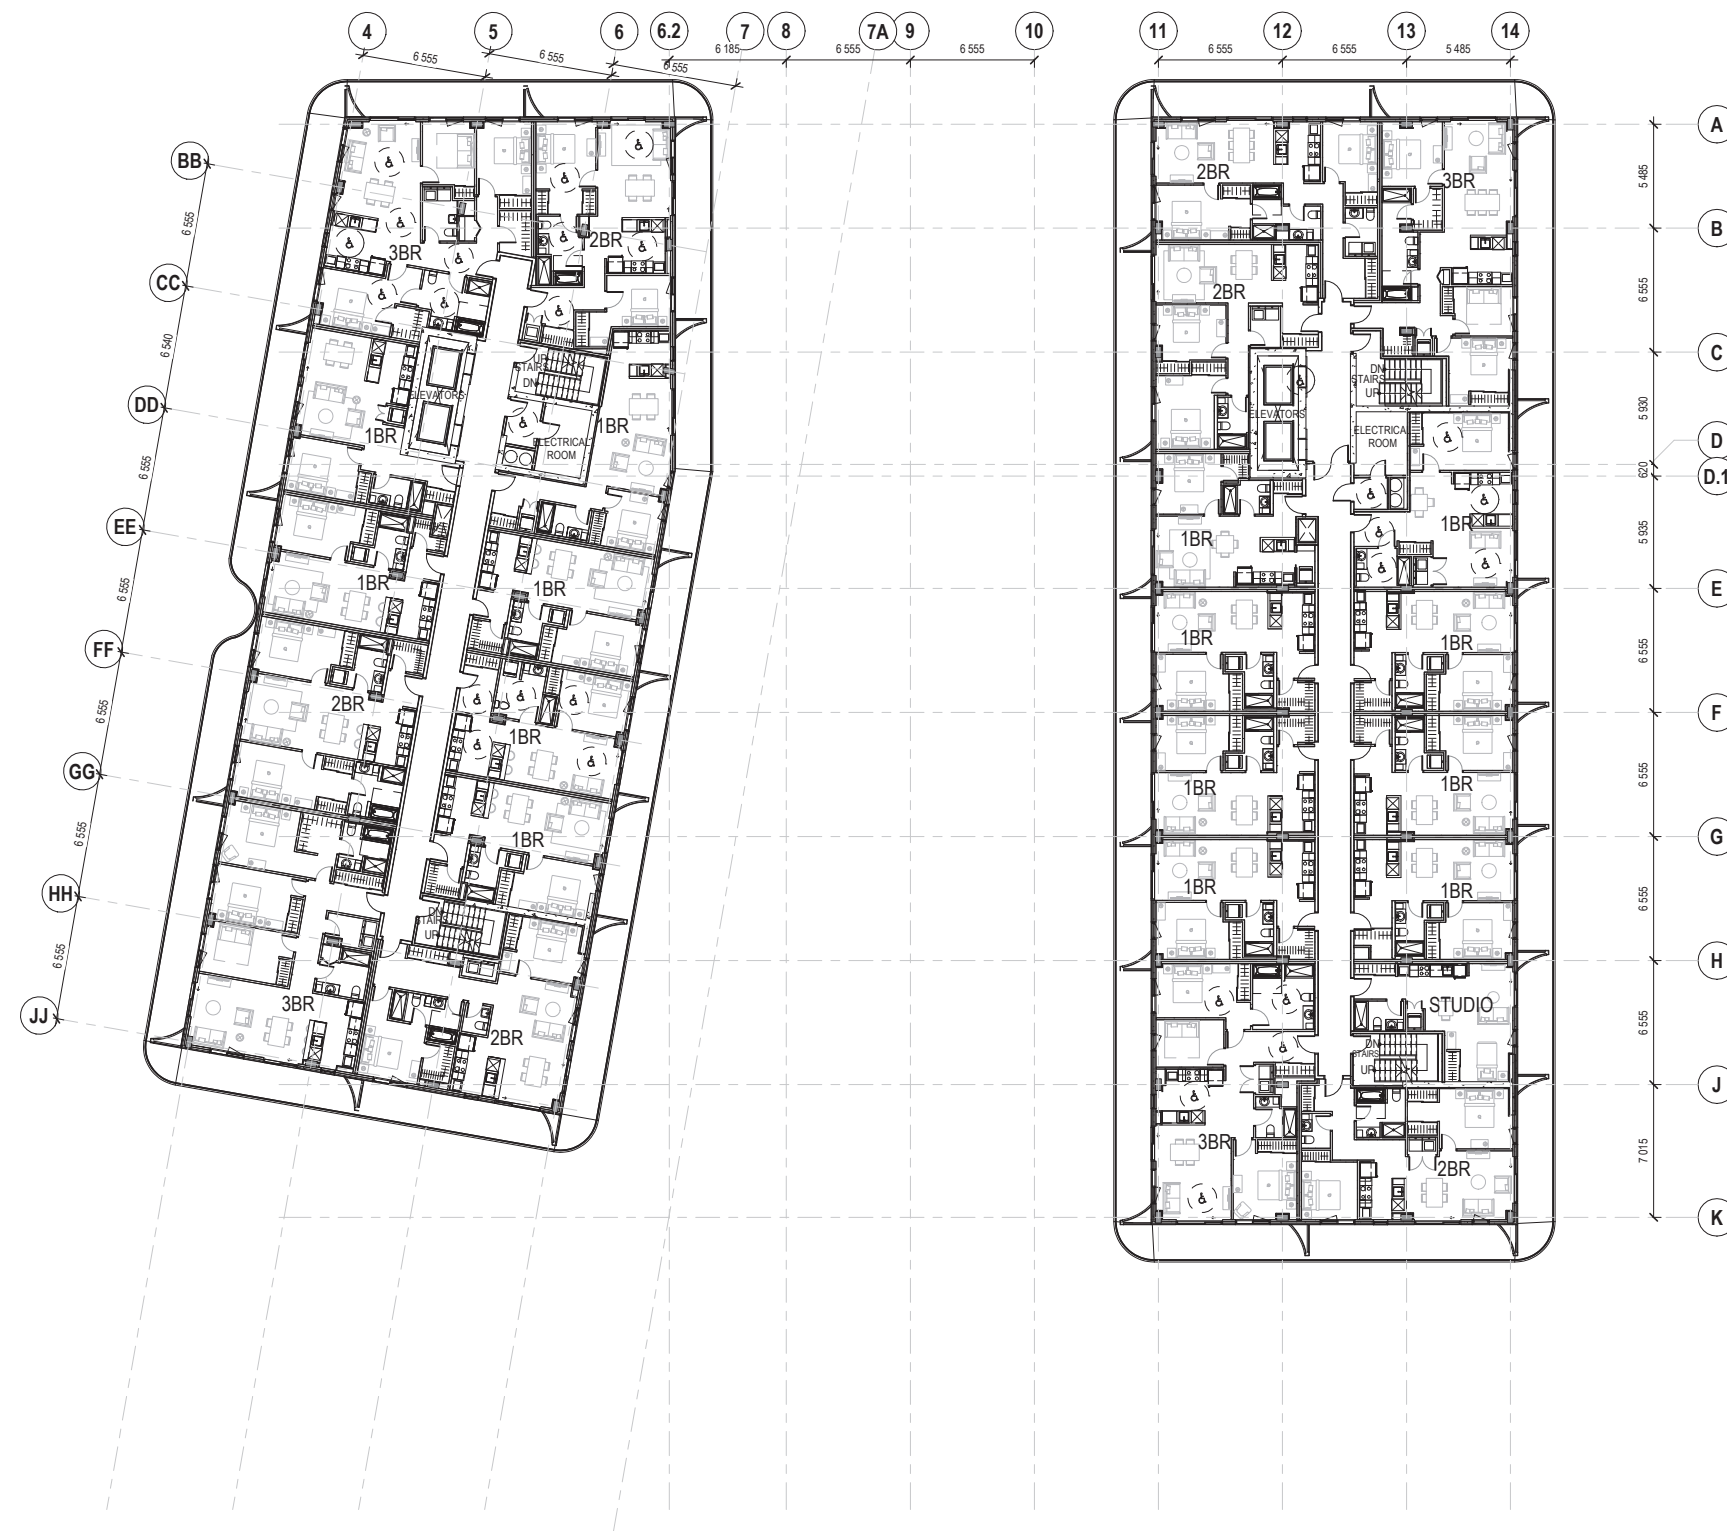 4
5
6
6.2
7
8
7A
9
10
11
12
13
14
6 555
6 555
6 555
6 185
6 555
6 555
6 555
6 555
5 485
A
B
C
D
D.1
E
F
G
H
J
K
5 485
6 555
5 930
620
5 935
6 555
6 555
6 555
6 555
7 015
BB
CC
DD
EE
FF
GG
HH
JJ
6 555
6 540
6 555
6 555
6 555
6 555
6 555
3BR
2BR
UP
STAIRS
DN
ELEVATORS
1BR
1BR
ELECTRICAL
ROOM
1BR
1BR
2BR
1BR
1BR
DN
STAIRS
UP
3BR
2BR
2BR
3BR
2BR
DN
STAIRS
UP
ELEVATORS
ELECTRICAL
ROOM
1BR
1BR
1BR
1BR
1BR
1BR
1BR
1BR
STUDIO
DN
STAIRS
UP
3BR
2BR